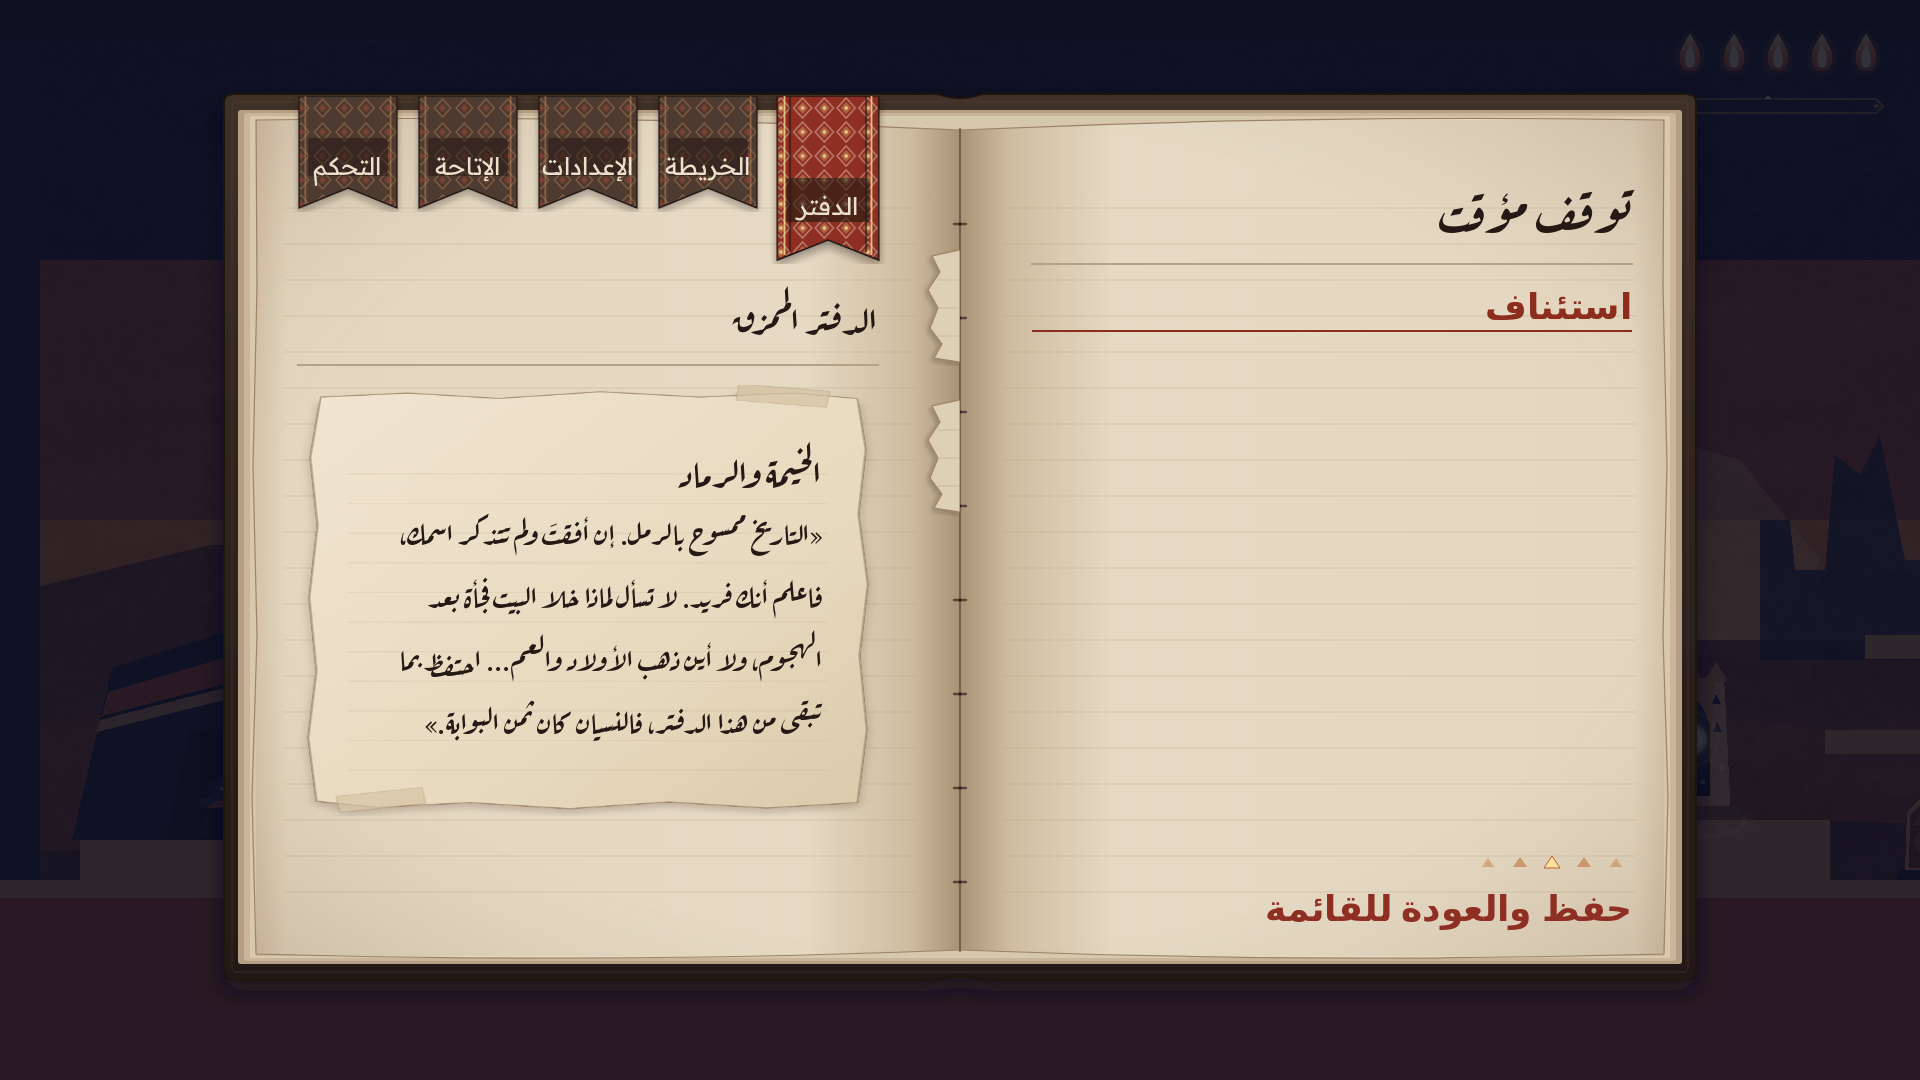 توقف مؤقت
استئناف
حفظ والعودة للقائمة
الدفتر
الخريطة
الإعدادات
الإتاحة
التحكم
الدفتر الممزق
الخيمة والرماد
«التاريخ ممسوح بالرمل. إن أفقتَ ولم تتذكر اسمك،
فاعلم أنك فريد. لا تسأل لماذا خلا البيت فجأة بعد
الهجوم، ولا أين ذهب الأولاد والعم... احتفظ بما
تبقى من هذا الدفتر، فالنسيان كان ثمن البوابة.»